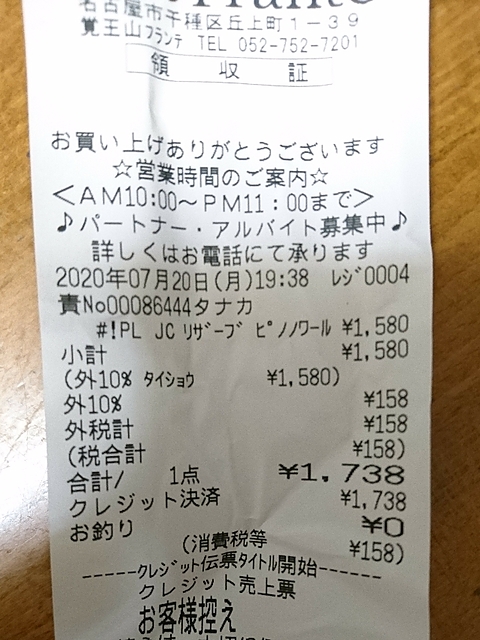 名古屋市千種区丘上町1-39
覚王山フランテ TEL 052-752-7201
領収証
お買い上げありがとうございます
☆営業時間のご案内☆
<AM10:00～PM11:00まで>
♪パートナー・アルバイト募集中♪
詳しくはお電話にて承ります
2020年07月20日(月)19:38 レジ0004
責No00086444タナカ
#!PL JC リザーブ ピノノワール ¥1,580
小計 ¥1,580
(外10% タイショウ ¥1,580)
外10% ¥158
外税計 ¥158
(税合計 ¥158)
合計/ 1点 ¥1,738
クレジット決済 ¥1,738
お釣り ¥0
(消費税等 ¥158)
-----クレジット伝票タイトル開始------
クレジット売上票
お客様控え